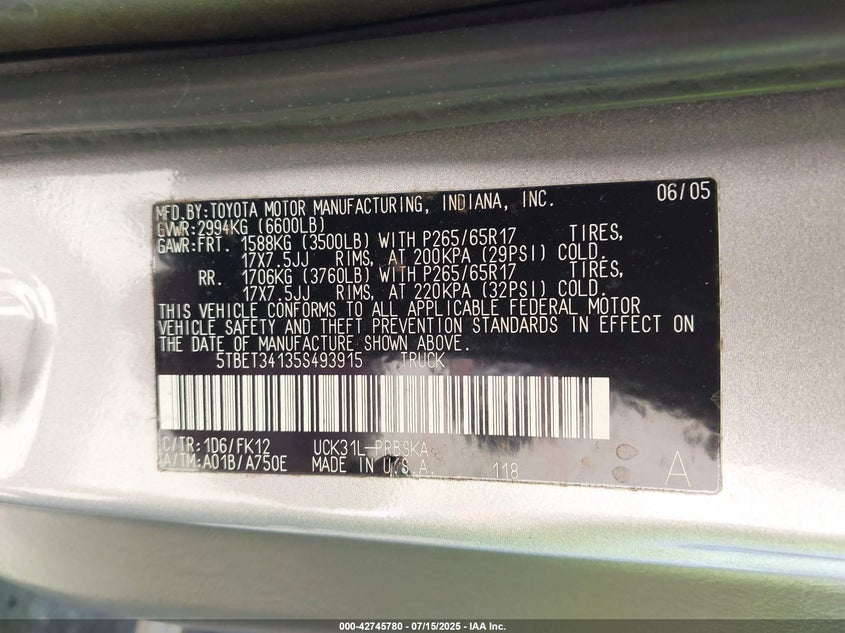 MFD.BY:TOYOTA MOTOR MANUFACTURING, INDIANA, INC. 06/05
GVWR:2994KG (6600LB)
GAWR:FRT. 1588KG (3500LB) WITH P265/65R17 TIRES,
17X7.5JJ RIMS, AT 200KPA (29PSI) COLD.
RR. 1706KG (3760LB) WITH P265/65R17 TIRES,
17X7.5JJ RIMS, AT 220KPA (32PSI) COLD.
THIS VEHICLE CONFORMS TO ALL APPLICABLE FEDERAL MOTOR
VEHICLE SAFETY AND THEFT PREVENTION STANDARDS IN EFFECT ON
THE DATE OF MANUFACTURE SHOWN ABOVE.
5TBET34135S493915 TRUCK
C/TR:1D6/FK12 UCK31L-PRBSKA
A/TM:A01B/A750E MADE IN U.S.A. 118 A
000-42745780 - 07/15/2025 - IAA Inc.